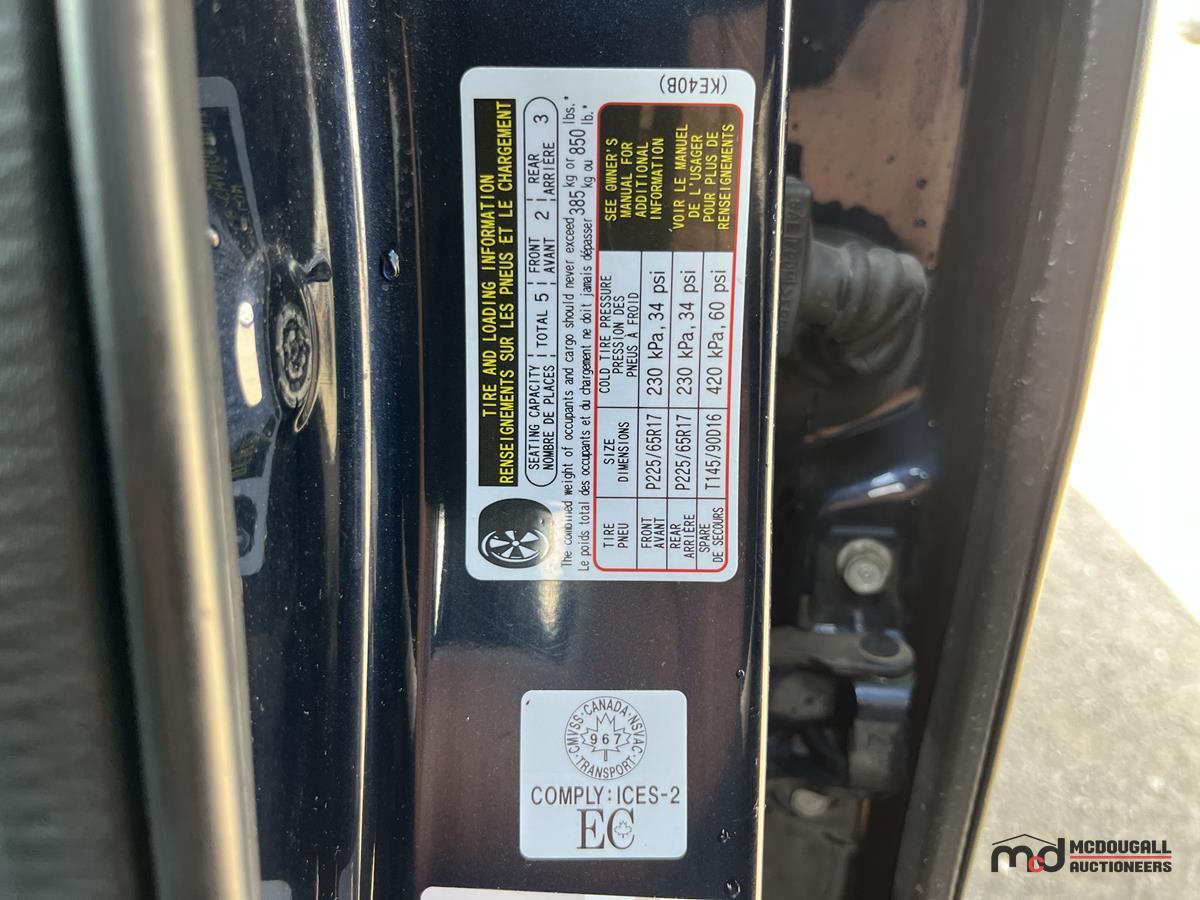 TIRE AND LOADING INFORMATION
RENSEIGNEMENTS SUR LES PNEUS ET LE CHARGEMENT
SEATING CAPACITY TOTAL 5 FRONT 2 REAR 3
NOMBRE DE PLACES AVANT ARRIÈRE
The combined weight of occupants and cargo should never exceed 385 kg or 850 lbs.*
Le poids total des occupants et du chargement ne doit jamais dépasser kg ou lb.*
TIRE SIZE COLD TIRE PRESSURE
PNEU DIMENSIONS PRESSION DES
PNEUS À FROID
FRONT
AVANT P225/65R17 230 kPa, 34 psi
REAR
ARRIÈRE P225/65R17 230 kPa, 34 psi
SPARE
DE SECOURS T145/90D16 420 kPa, 60 psi
SEE OWNER'S
MANUAL FOR
ADDITIONAL
INFORMATION
VOIR LE MANUEL
DE L'USAGER
POUR PLUS DE
RENSEIGNEMENTS
(KE40B)
CMVSS · CANADA · NSVAC · TRANSPORT ·
967
COMPLY:ICES-2
EC
mcd MCDOUGALL
AUCTIONEERS